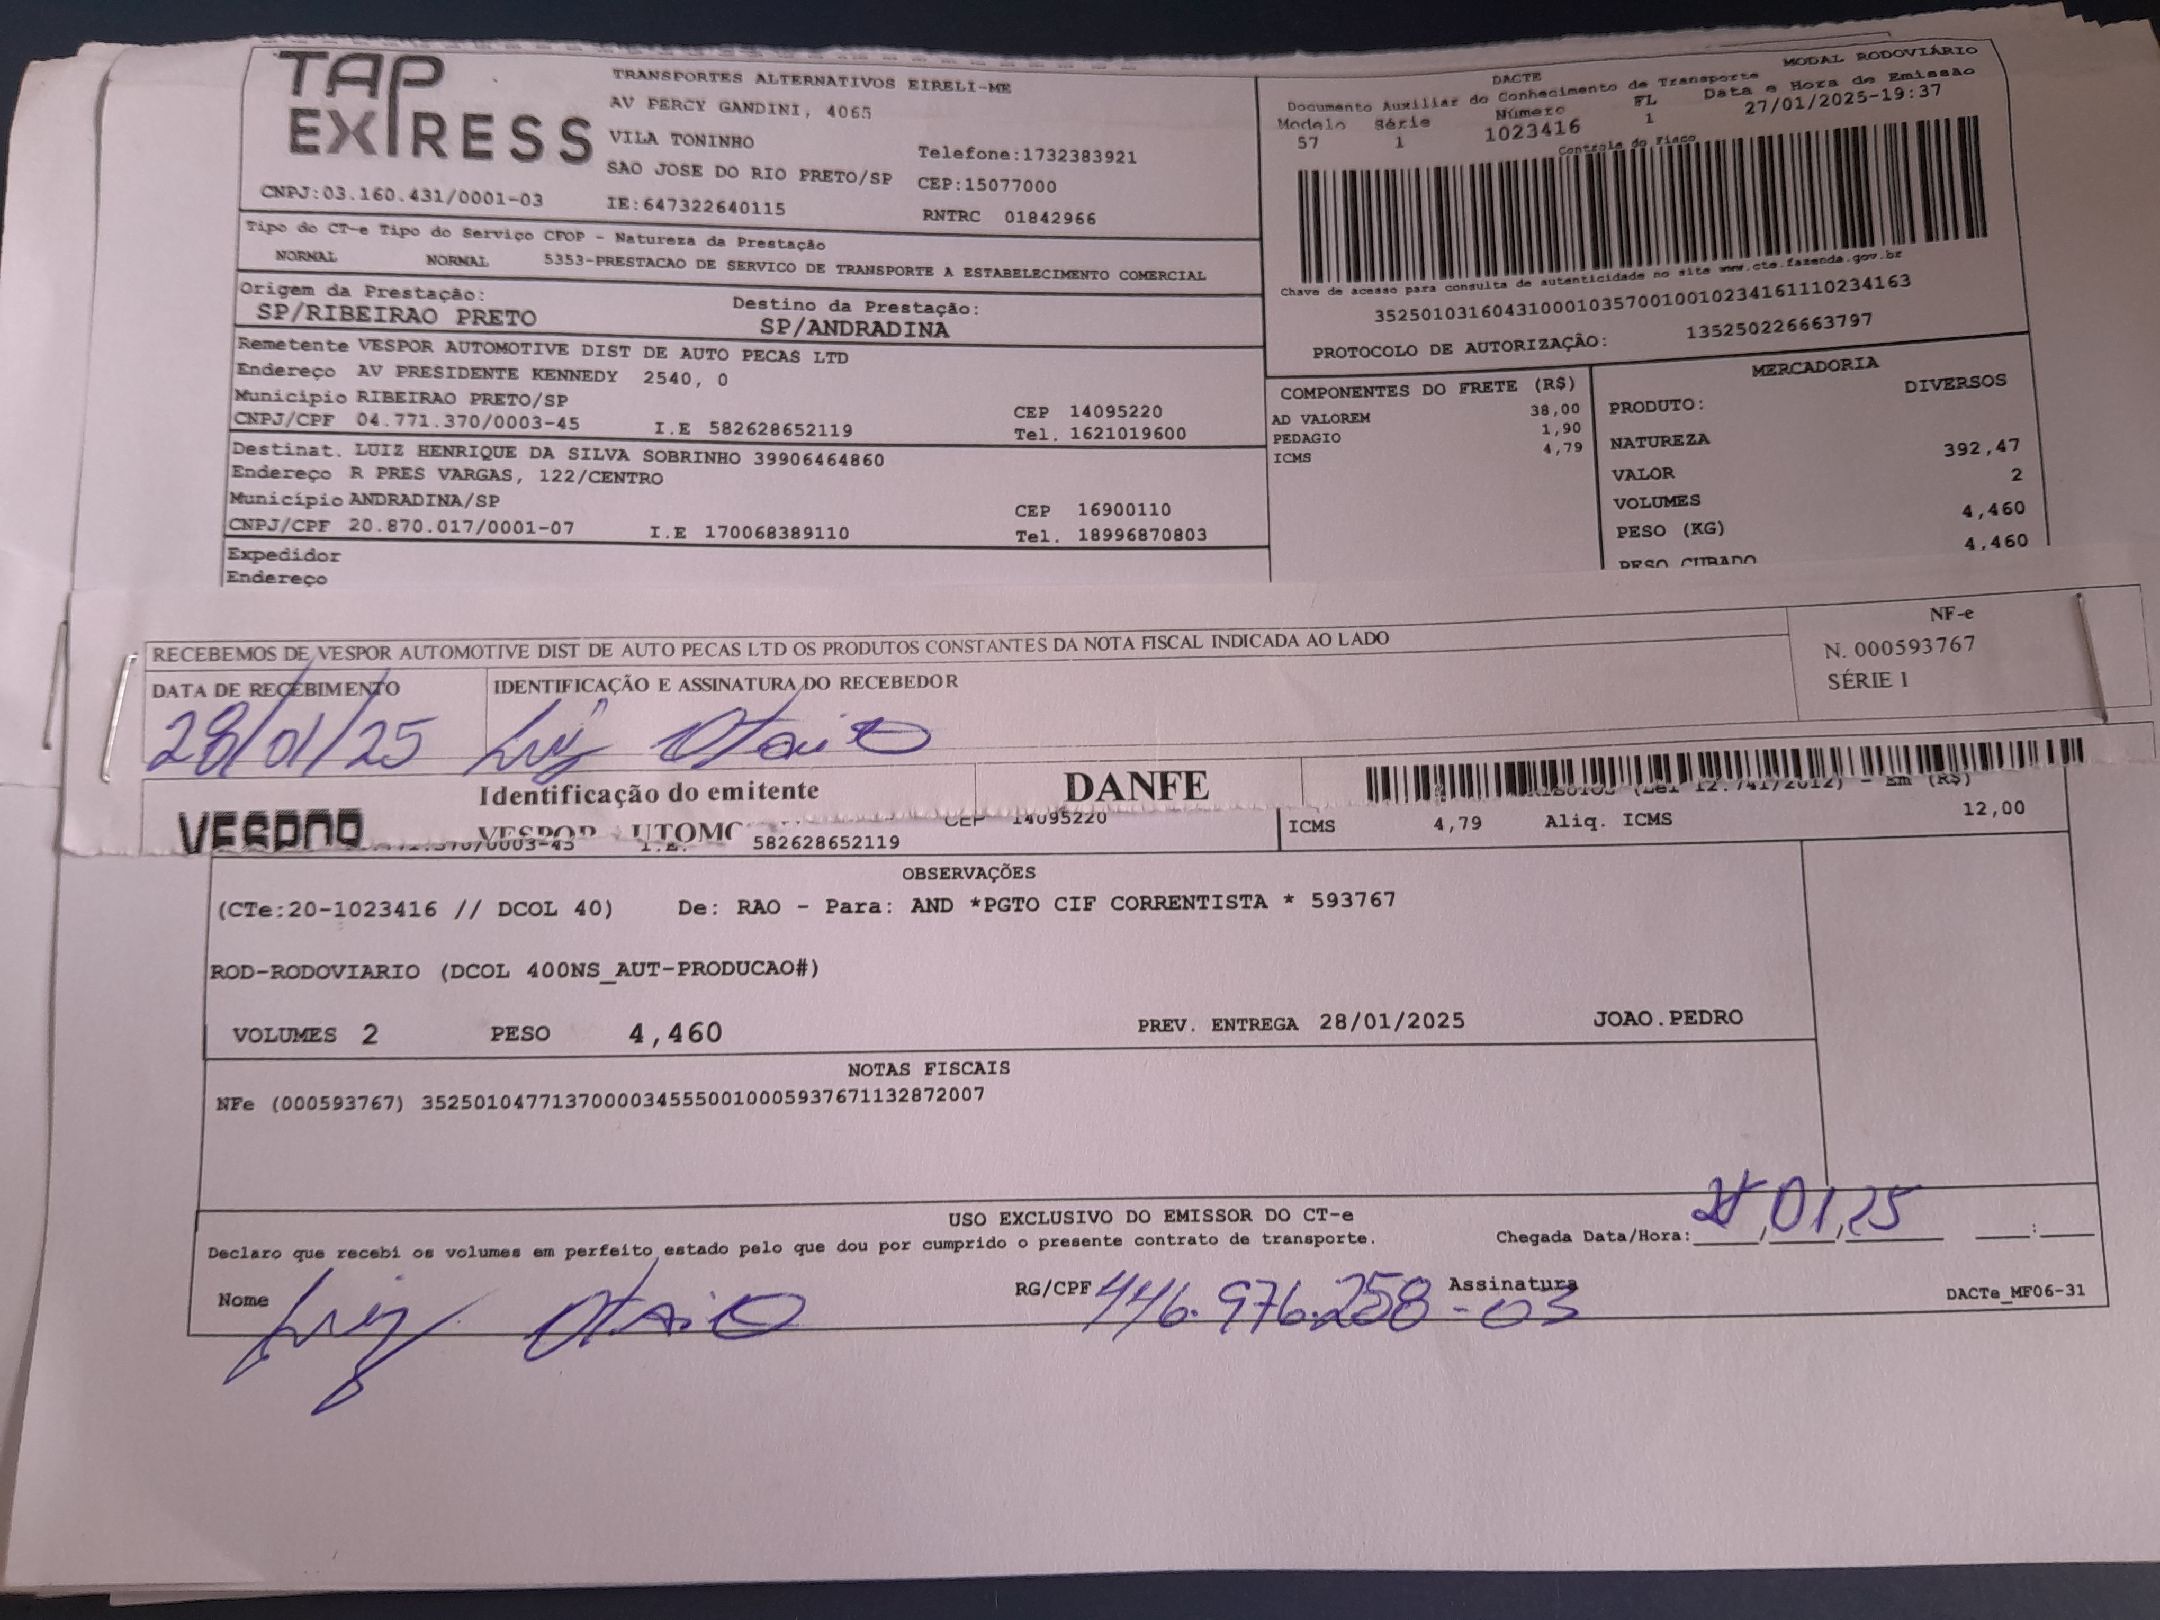 TAP EXPRESS
TRANSPORTES ALTERNATIVOS EIRELI-ME
AV PERCY GANDINI, 4065
VILA TONINHO
Telefone:1732383921
SAO JOSE DO RIO PRETO/SP CEP:15077000
CNPJ:03.160.431/0001-03 IE:647322640115 RNTRC 01842966
DACTE MODAL RODOVIÁRIO
Documento Auxiliar do Conhecimento de Transporte
Modelo Série Número FL Data e Hora de Emissão
57 1 1023416 1 27/01/2025-19:37
Controle do Fisco
Chave de acesso para consulta de autenticidade no site www.cte.fazenda.gov.br
35250103160431000103570010010234161110234163
PROTOCOLO DE AUTORIZAÇÃO: 135250226663797
Tipo do CT-e Tipo do Serviço CFOP - Natureza da Prestação
NORMAL NORMAL 5353-PRESTACAO DE SERVICO DE TRANSPORTE A ESTABELECIMENTO COMERCIAL
Origem da Prestação: Destino da Prestação:
SP/RIBEIRAO PRETO SP/ANDRADINA
Remetente VESPOR AUTOMOTIVE DIST DE AUTO PECAS LTD
Endereço AV PRESIDENTE KENNEDY 2540, 0
Município RIBEIRAO PRETO/SP CEP 14095220
CNPJ/CPF 04.771.370/0003-45 I.E 582628652119 Tel. 1621019600
Destinat. LUIZ HENRIQUE DA SILVA SOBRINHO 39906464860
Endereço R PRES VARGAS, 122/CENTRO
Município ANDRADINA/SP CEP 16900110
CNPJ/CPF 20.870.017/0001-07 I.E 170068389110 Tel. 18996870803
Expedidor
Endereço
COMPONENTES DO FRETE (R$)
AD VALOREM 38,00
PEDAGIO 1,90
ICMS 4,79
MERCADORIA
PRODUTO: DIVERSOS
NATUREZA
VALOR 392,47
VOLUMES 2
PESO (KG) 4,460
PESO CUBADO 4,460
RECEBEMOS DE VESPOR AUTOMOTIVE DIST DE AUTO PECAS LTD OS PRODUTOS CONSTANTES DA NOTA FISCAL INDICADA AO LADO
NF-e
N. 000593767
SÉRIE 1
DATA DE RECEBIMENTO IDENTIFICAÇÃO E ASSINATURA DO RECEBEDOR
28/01/25 Luiz
Identificação do emitente DANFE
VESPOR
(Lei 12.741/2012) - Em (R$)
CEP 14095220
582628652119
ICMS 4,79 Aliq. ICMS 12,00
OBSERVAÇÕES
(CTe:20-1023416 // DCOL 40) De: RAO - Para: AND *PGTO CIF CORRENTISTA * 593767
ROD-RODOVIARIO (DCOL 400NS_AUT-PRODUCAO#)
VOLUMES 2 PESO 4,460 PREV. ENTREGA 28/01/2025 JOAO.PEDRO
NOTAS FISCAIS
NFe (000593767) 35250104771370000345550010005937671132872007
USO EXCLUSIVO DO EMISSOR DO CT-e
Declaro que recebi os volumes em perfeito estado pelo que dou por cumprido o presente contrato de transporte.
Chegada Data/Hora: 28/01/25 :
Nome Luiz RG/CPF 446.976.258-03 Assinatura
DACTe_MF06-31